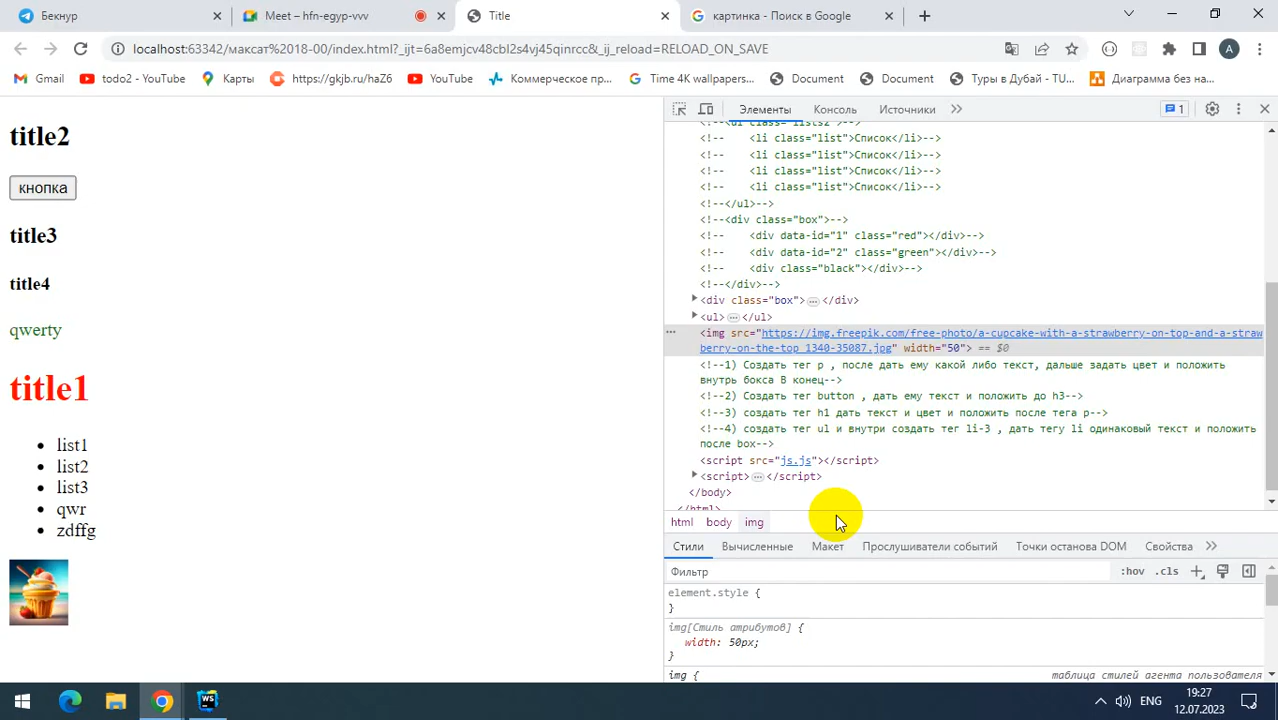 Бекнур
Meet – hfn-egyp-vvv
Title
картинка - Поиск в Google
localhost:63342/максат%2018-00/index.html?_ijt=6a8emjcv48cbl2s4vj45qinrcc&_ij_reload=RELOAD_ON_SAVE
A
Gmail
todo2 - YouTube
Карты
https://gkjb.ru/haZ6
YouTube
Коммерческое пр...
Time 4K wallpapers...
Document
Document
Туры в Дубай - TU...
Диаграмма без на...
title2
кнопка
title3
title4
qwerty
title1
list1
list2
list3
qwr
zdffg
Элементы
Консоль
Источники
1
<!--<ul class="lists2">-->
<!--    <li class="list">Список</li>-->
<!--    <li class="list">Список</li>-->
<!--    <li class="list">Список</li>-->
<!--    <li class="list">Список</li>-->
<!--</ul>-->
<!--<div class="box">-->
<!--    <div data-id="1" class="red"></div>-->
<!--    <div data-id="2" class="green"></div>-->
<!--    <div class="black"></div>-->
<!--</div>-->
<div class="box">…</div>
<ul>…</ul>
<img src="https://img.freepik.com/free-photo/a-cupcake-with-a-strawberry-on-top-and-a-straw
berry-on-the-top_1340-35087.jpg" width="50"> == $0
<!--1) Создать тег p , после дать ему какой либо текст, дальше задать цвет и положить
внутрь бокса В конец-->
<!--2) Создать тег button , дать ему текст и положить до h3-->
<!--3) создать тег h1 дать текст и цвет и положить после тега p-->
<!--4) создать тег ul и внутри создать тег li-3 , дать тегу li одинаковый текст и положить
после box-->
<script src="js.js"></script>
<script>…</script>
</body>
</html>
html body img
Стили
Вычисленные
Макет
Прослушиватели событий
Точки останова DOM
Свойства
Фильтр
:hov .cls
element.style {
}
img[Стиль атрибутов] {
width: 50px;
}
img {
таблица стилей агента пользователя
WS
ENG
19:27
12.07.2023